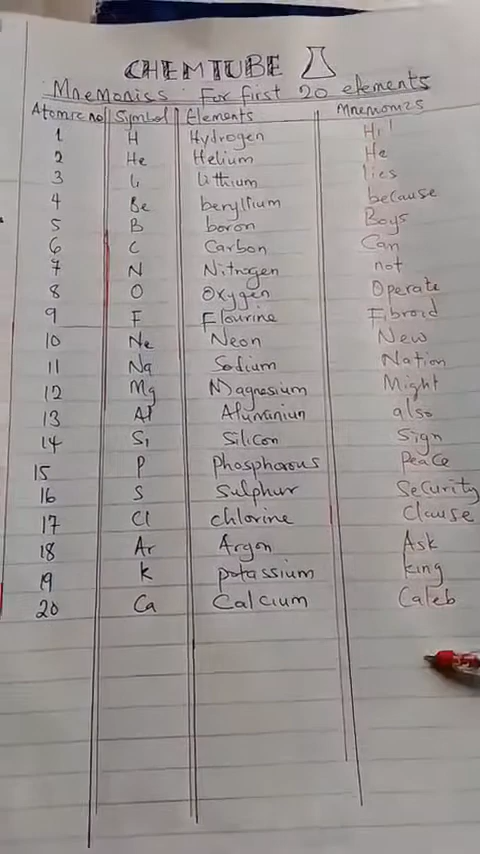 CHEMTUBE
Mnemoniss For first 20 elements
Atomic no Symbol Elements Mnemonics
1 H Hydrogen Hi!
2 He Helium He
3 Li Lithium lies
4 Be beryllium because
5 B boron Boys
6 C Carbon Can
7 N Nitrogen not
8 O Oxygen Operate
9 F Flourine Fibroid
10 Ne Neon New
11 Na Sodium Nation
12 Mg Magnesium Might
13 Al Aluminiun also
14 Si Silicon Sign
15 P phosphorous Peace
16 S Sulphur Security
17 Cl chlorine Clause
18 Ar Argon Ask
19 K potassium king
20 Ca Calcium Caleb